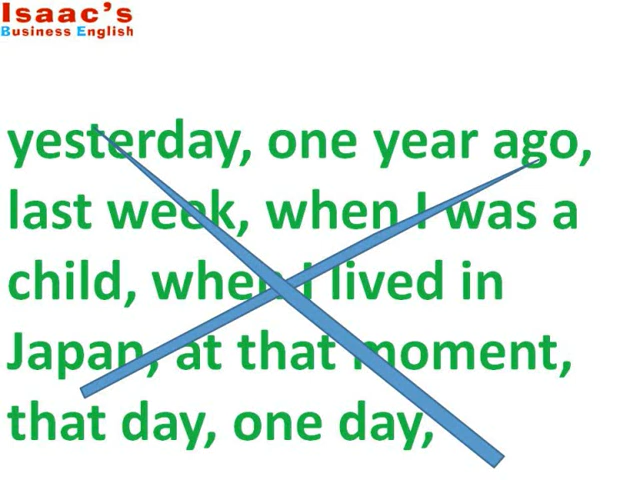 Isaac's
Business English
yesterday, one year ago,
last week, when I was a
child, when I lived in
Japan, at that moment,
that day, one day,